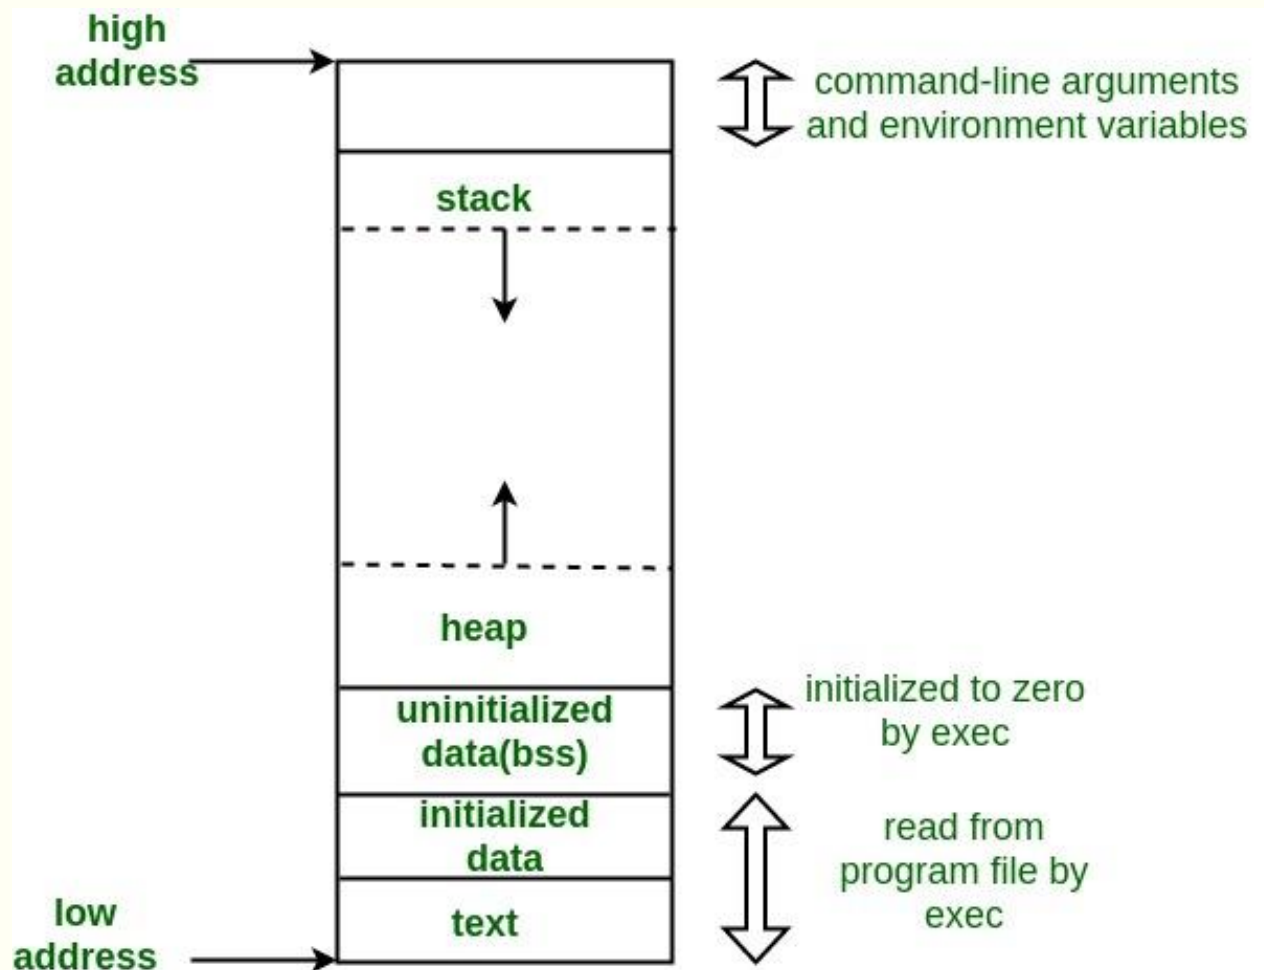 high
address
command-line arguments
and environment variables
stack
heap
uninitialized
data(bss)
initialized to zero
by exec
initialized
data
read from
program file by
exec
text
low
address